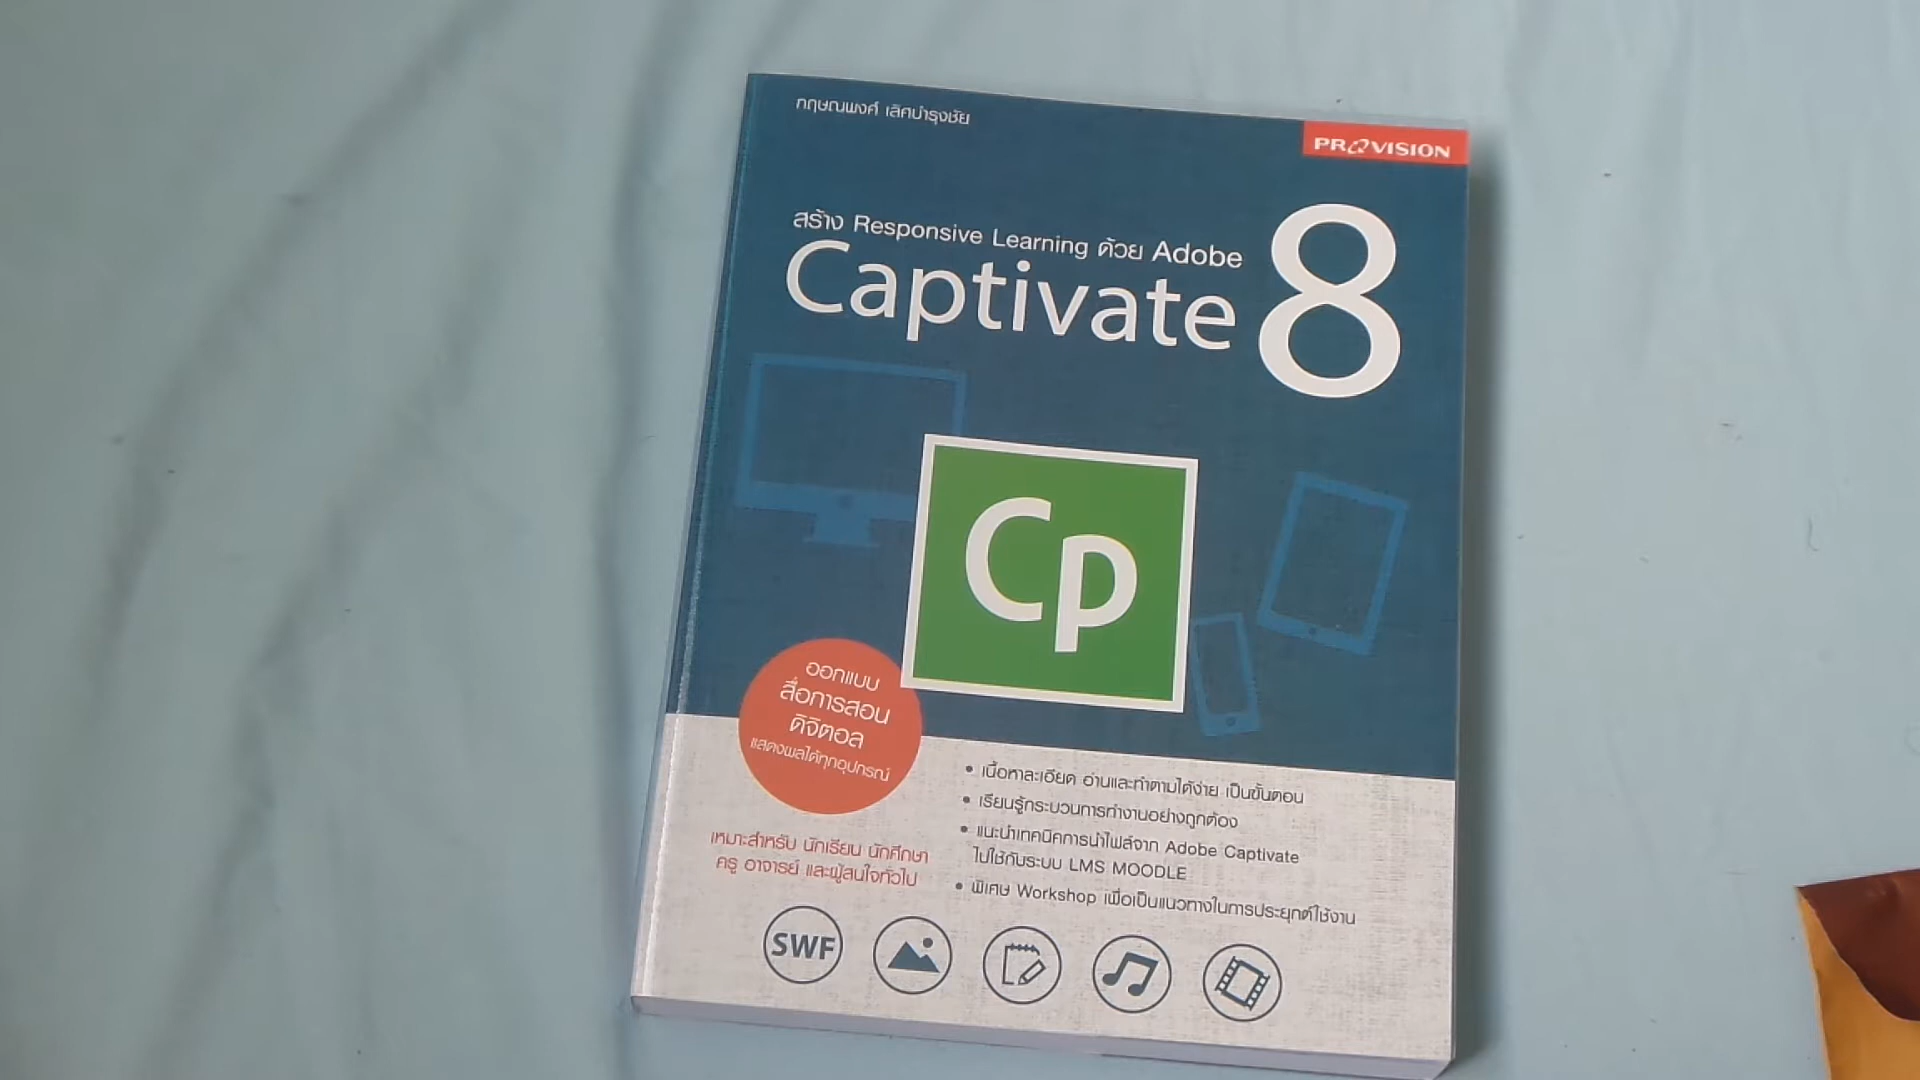 กฤษณพงศ์ เลิศบำรุงชัย
PROVISION
สร้าง Responsive Learning ด้วย Adobe
Captivate 8
Cp
ออกแบบ
สื่อการสอน
ดิจิตอล
แสดงผลได้ทุกอุปกรณ์
• เนื้อหาละเอียด อ่านและทำตามได้ง่าย เป็นขั้นตอน
• เรียนรู้กระบวนการทำงานอย่างถูกต้อง
• แนะนำเทคนิคการนำไฟล์จาก Adobe Captivate
ไปใช้กับระบบ LMS MOODLE
• พิเศษ Workshop เพื่อเป็นแนวทางในการประยุกต์ใช้งาน
เหมาะสำหรับ นักเรียน นักศึกษา
ครู อาจารย์ และผู้สนใจทั่วไป
SWF